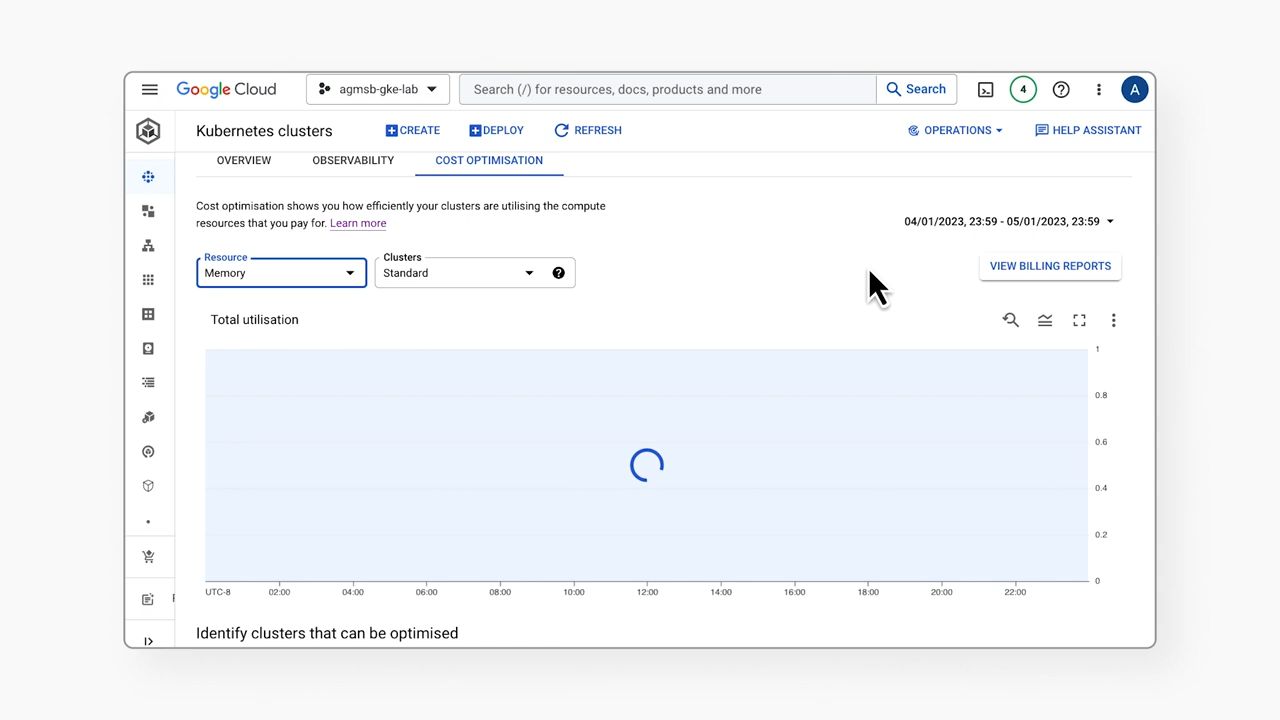 Google Cloud
agmsb-gke-lab
Search (/) for resources, docs, products and more
Search
4
A
Kubernetes clusters
CREATE
DEPLOY
REFRESH
OPERATIONS
HELP ASSISTANT
OVERVIEW
OBSERVABILITY
COST OPTIMISATION
Cost optimisation shows you how efficiently your clusters are utilising the compute
resources that you pay for. Learn more
04/01/2023, 23:59 - 05/01/2023, 23:59
Resource
Memory
Clusters
Standard
VIEW BILLING REPORTS
Total utilisation
1
0.8
0.6
0.4
0.2
0
UTC-8 02:00 04:00 06:00 08:00 10:00 12:00 14:00 16:00 18:00 20:00 22:00
Identify clusters that can be optimised